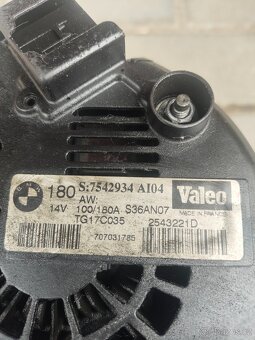 180 S:7542934 AI04
AW:
14V 100/180A S36AN07
TG17C035
Valeo
MADE IN FRANCE
2543221D
707031785